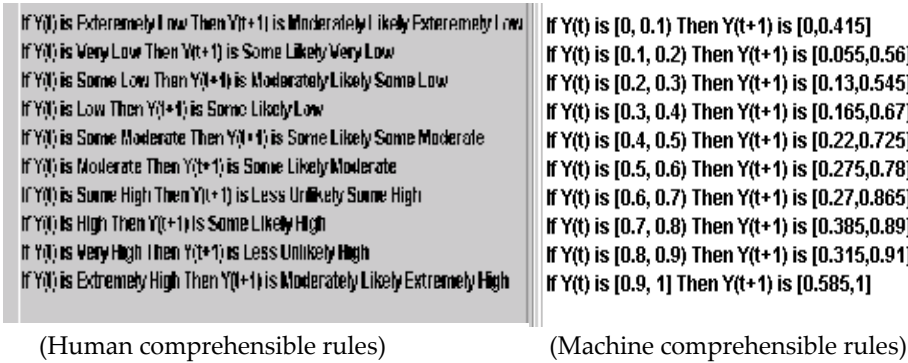 If Y(t) is Exteremely Low Then Y(t+1) is Moderately Likely Exteremely Low
If Y(t) is Very Low Then Y(t+1) is Some Likely Very Low
If Y(t) is Some Low Then Y(t+1) is Moderately Likely Some Low
If Y(t) is Low Then Y(t+1) is Some Likely Low
If Y(t) is Some Moderate Then Y(t+1) is Some Likely Some Moderate
If Y(t) is Moderate Then Y(t+1) is Some Likely Moderate
If Y(t) is Some High Then Y(t+1) is Less Unlikely Some High
If Y(t) is High Then Y(t+1) is Some Likely High
If Y(t) is Very High Then Y(t+1) is Less Unlikely High
If Y(t) is Extremely High Then Y(t+1) is Moderately Likely Extremely High
(Human comprehensible rules)
If Y(t) is [0, 0.1) Then Y(t+1) is [0,0.415]
If Y(t) is [0.1, 0.2) Then Y(t+1) is [0.055,0.56]
If Y(t) is [0.2, 0.3) Then Y(t+1) is [0.13,0.545]
If Y(t) is [0.3, 0.4) Then Y(t+1) is [0.165,0.67]
If Y(t) is [0.4, 0.5) Then Y(t+1) is [0.22,0.725]
If Y(t) is [0.5, 0.6) Then Y(t+1) is [0.275,0.78]
If Y(t) is [0.6, 0.7) Then Y(t+1) is [0.27,0.865]
If Y(t) is [0.7, 0.8) Then Y(t+1) is [0.385,0.89]
If Y(t) is [0.8, 0.9) Then Y(t+1) is [0.315,0.91]
If Y(t) is [0.9, 1] Then Y(t+1) is [0.585,1]
(Machine comprehensible rules)